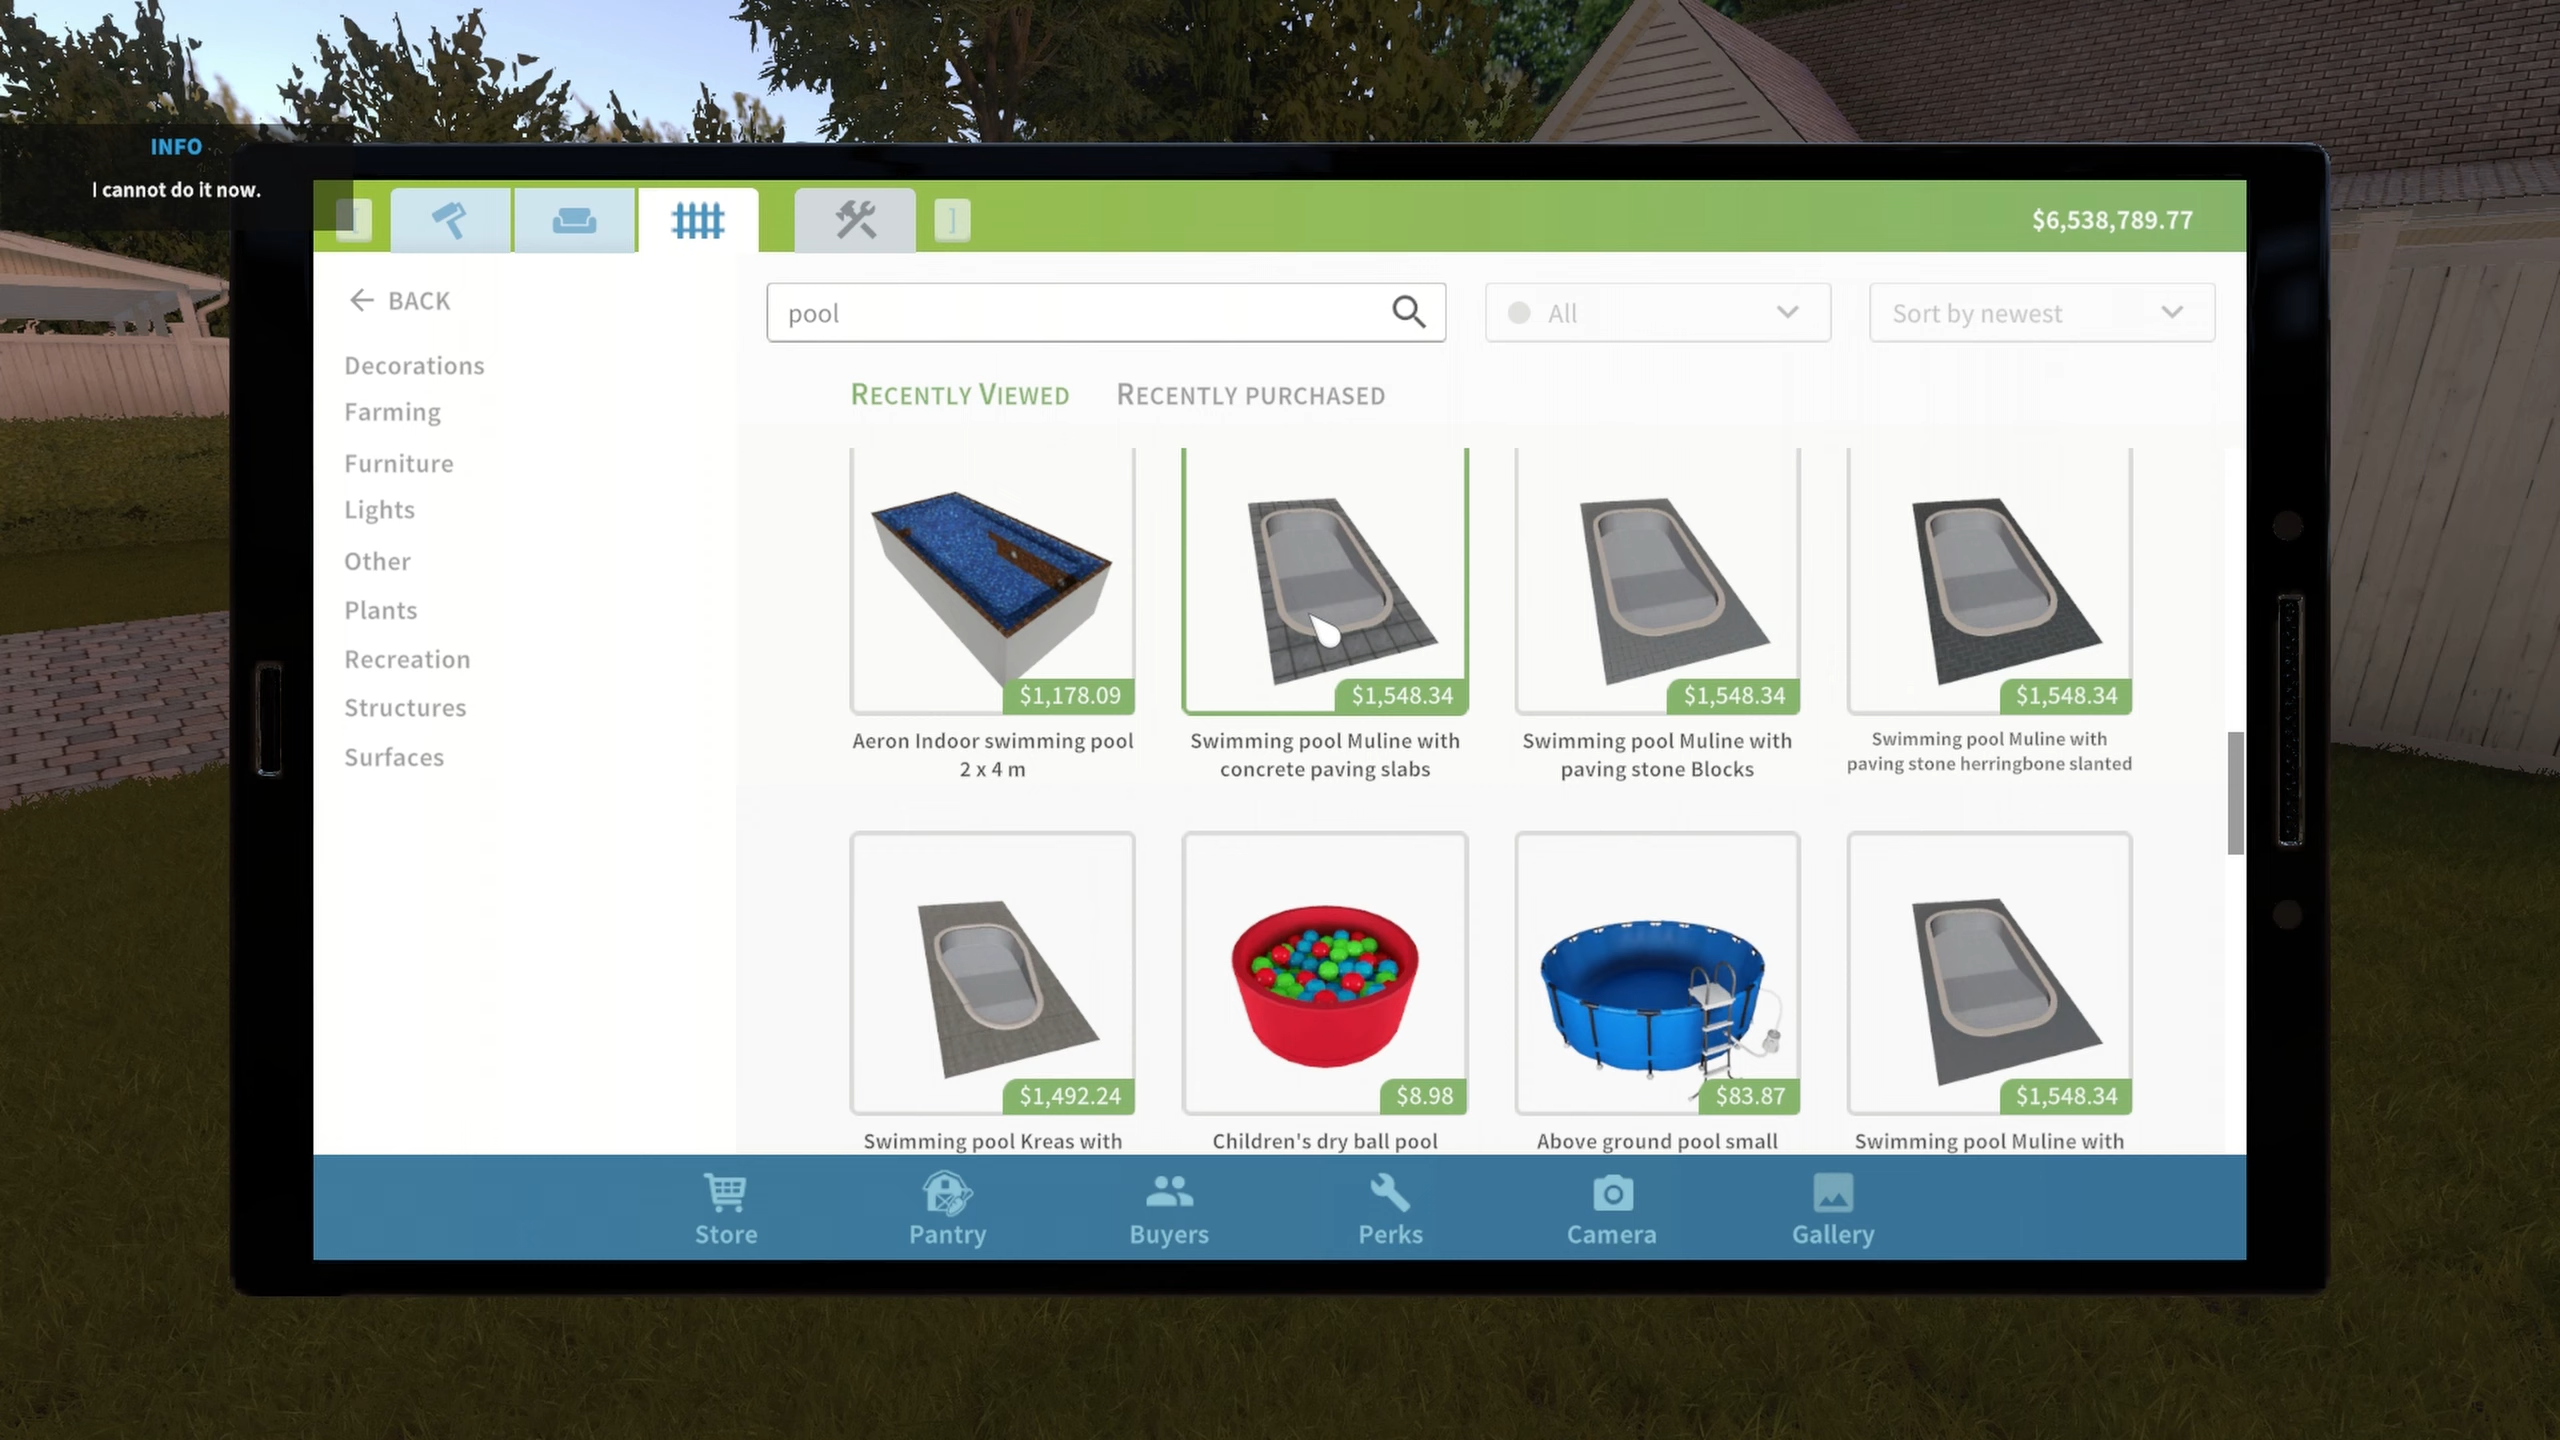 INFO
I cannot do it now.
[
]
$6,538,789.77
BACK
pool
All
Sort by newest
Decorations
Farming
Furniture
Lights
Other
Plants
Recreation
Structures
Surfaces
RECENTLY VIEWED
RECENTLY PURCHASED
$1,178.09
$1,548.34
$1,548.34
$1,548.34
Aeron Indoor swimming pool
2 x 4 m
Swimming pool Muline with
concrete paving slabs
Swimming pool Muline with
paving stone Blocks
Swimming pool Muline with
paving stone herringbone slanted
$1,492.24
$8.98
$83.87
$1,548.34
Swimming pool Kreas with
Children's dry ball pool
Above ground pool small
Swimming pool Muline with
Store
Pantry
Buyers
Perks
Camera
Gallery